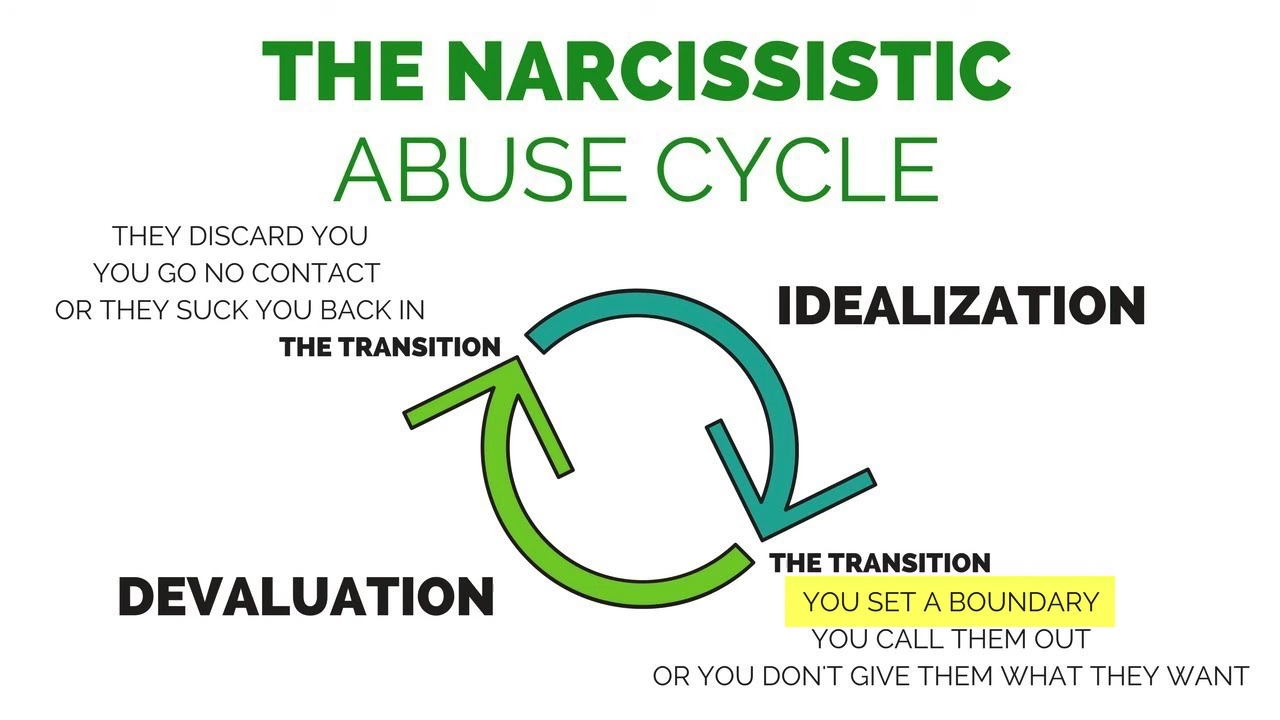 THE NARCISSISTIC
ABUSE CYCLE
THEY DISCARD YOU
YOU GO NO CONTACT
OR THEY SUCK YOU BACK IN
THE TRANSITION
IDEALIZATION
DEVALUATION
THE TRANSITION
YOU SET A BOUNDARY
YOU CALL THEM OUT
OR YOU DON'T GIVE THEM WHAT THEY WANT